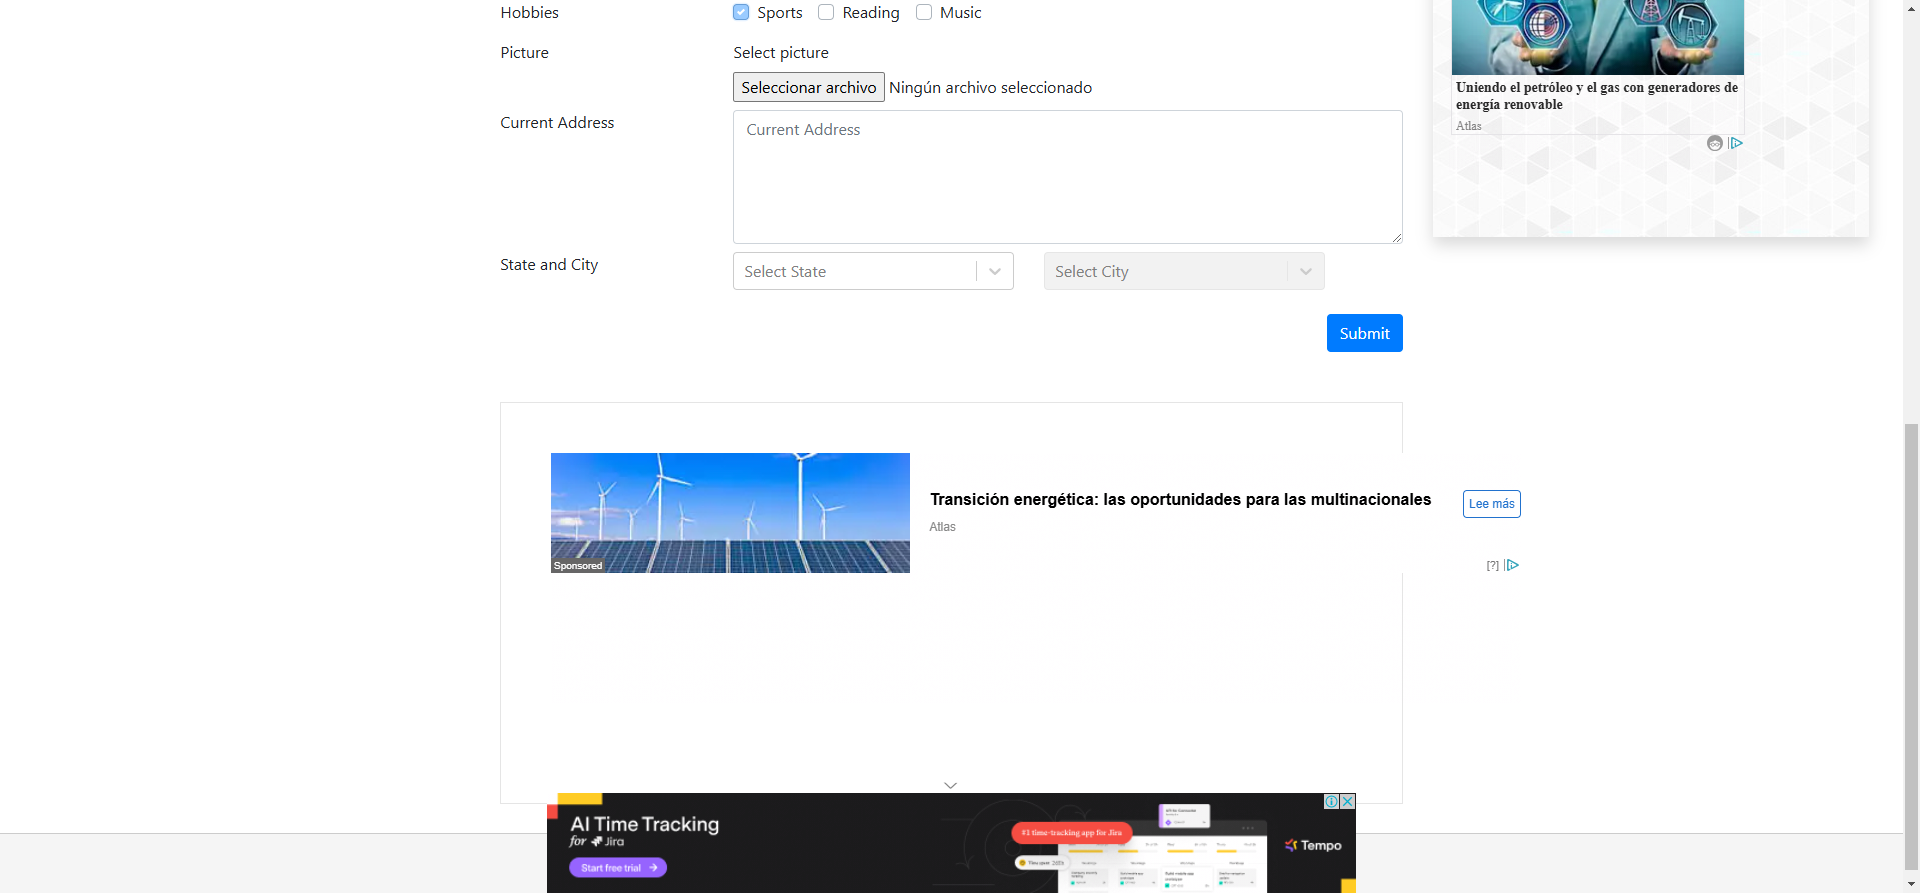 Hobbies
Sports Reading Music
Picture
Select picture
Seleccionar archivo Ningún archivo seleccionado
Current Address
Current Address
State and City
Select State
Select City
Submit
Uniendo el petróleo y el gas con generadores de
energía renovable
Atlas
Sponsored
Transición energética: las oportunidades para las multinacionales
Atlas
Lee más
[?]
AI Time Tracking
for Jira
Start free trial
#1 time-tracking app for Jira
Tempo